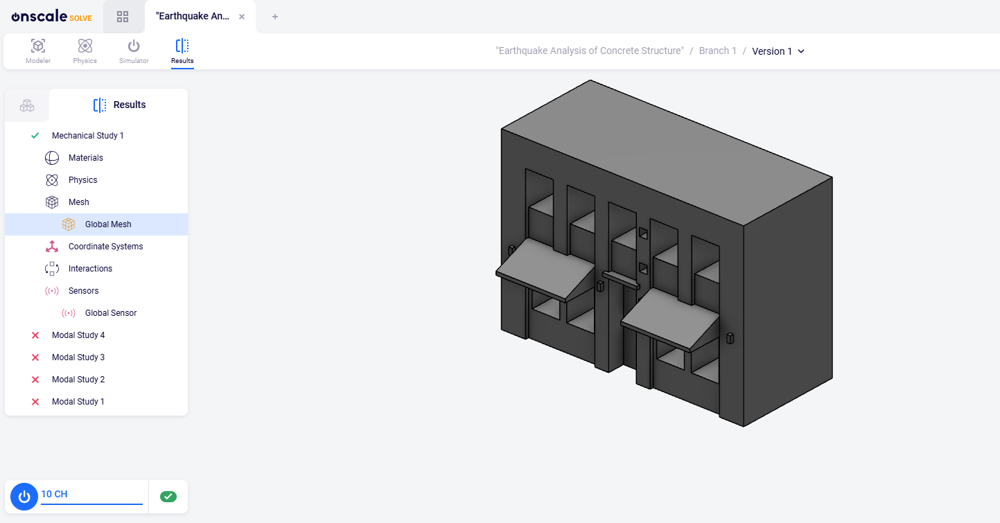 onscale SOLVE
"Earthquake An...
Modeler
Physics
Simulator
Results
"Earthquake Analysis of Concrete Structure" / Branch 1 / Version 1
Results
Mechanical Study 1
Materials
Physics
Mesh
Global Mesh
Coordinate Systems
Interactions
Sensors
Global Sensor
Modal Study 4
Modal Study 3
Modal Study 2
Modal Study 1
10 CH